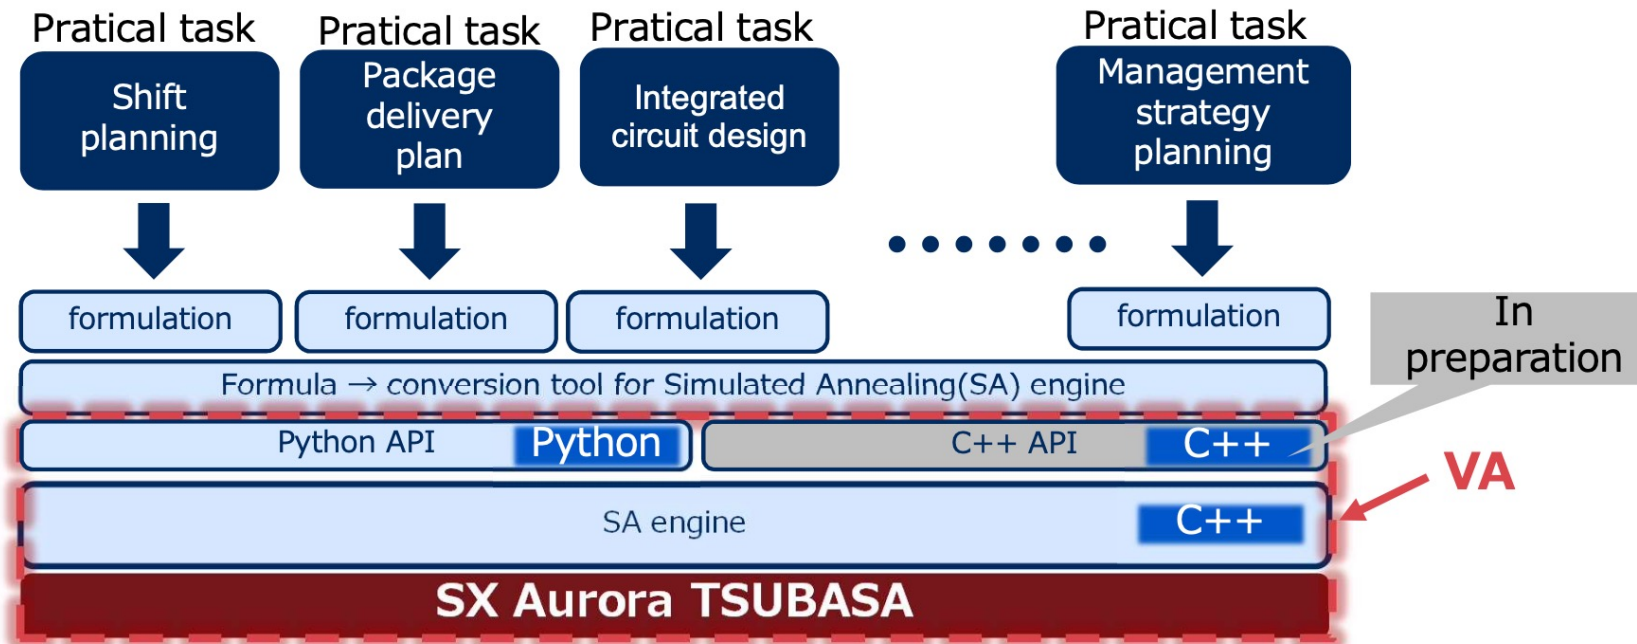 Pratical task
Shift
planning
Pratical task
Package
delivery
plan
Pratical task
Integrated
circuit design
Pratical task
Management
strategy
planning
formulation
formulation
formulation
formulation
In
preparation
Formula → conversion tool for Simulated Annealing(SA) engine
Python API
Python
C++ API
C++
VA
SA engine
C++
SX Aurora TSUBASA